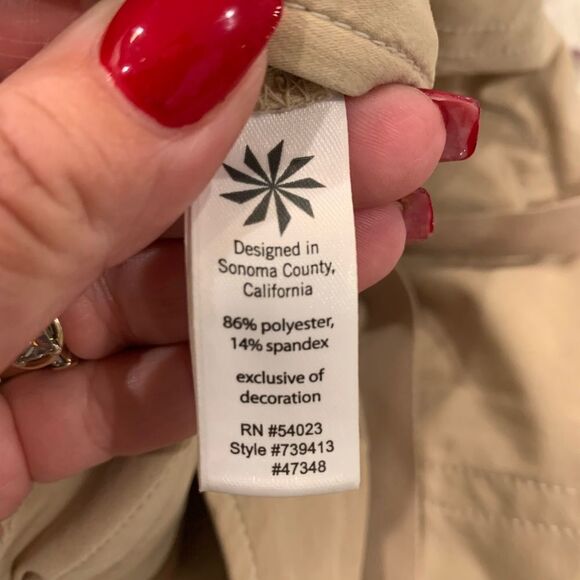 Designed in
Sonoma County,
California
86% polyester,
14% spandex
exclusive of
decoration
RN #54023
Style #739413
#47348